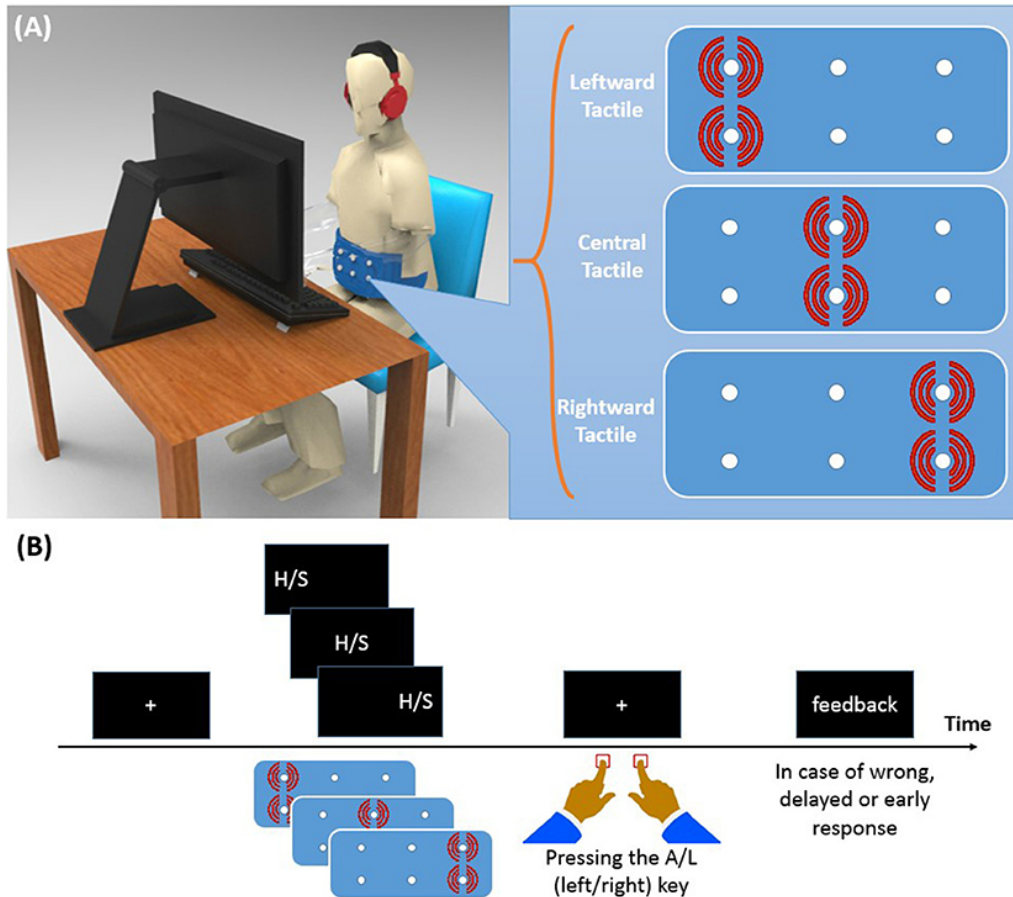 (A)
Leftward
Tactile
Central
Tactile
Rightward
Tactile
(B)
H/S
H/S
H/S
+
+
feedback
Time
In case of wrong,
delayed or early
response
Pressing the A/L
(left/right) key